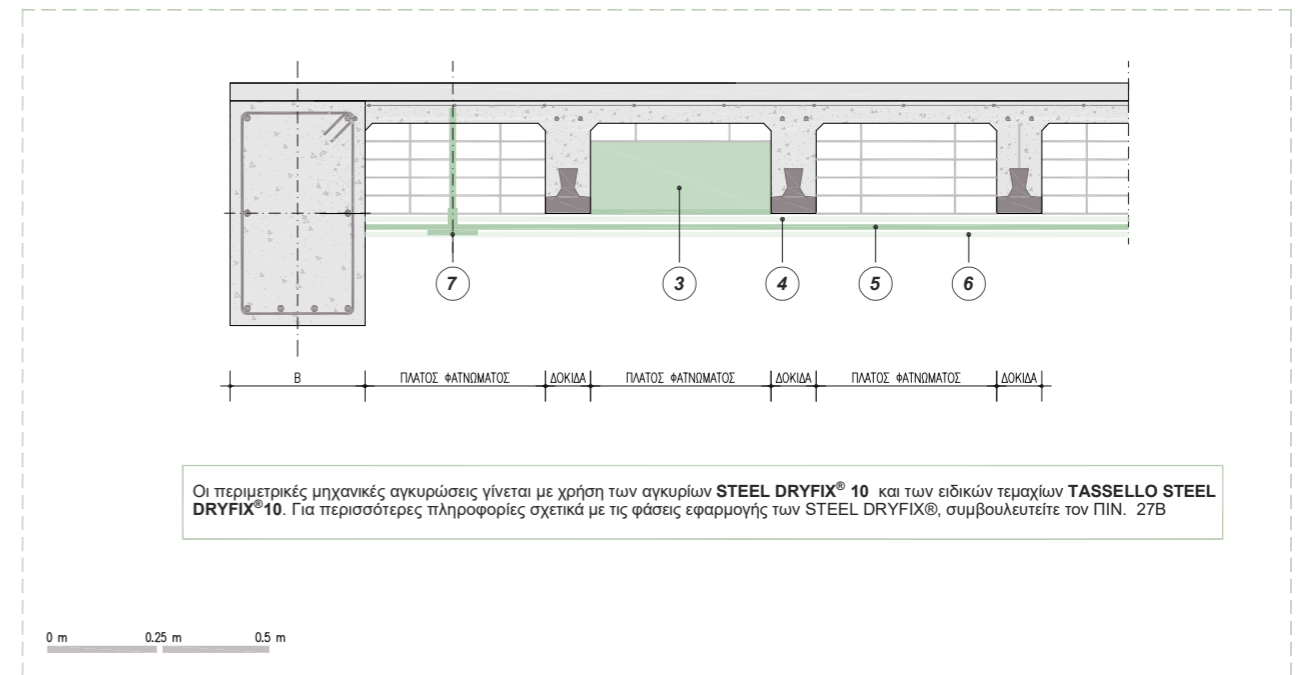 7 3 4 5 6
B ΠΛΑΤΟΣ ΦΑΤΝΩΜΑΤΟΣ ΔΟΚΙΔΑ ΠΛΑΤΟΣ ΦΑΤΝΩΜΑΤΟΣ ΔΟΚΙΔΑ ΠΛΑΤΟΣ ΦΑΤΝΩΜΑΤΟΣ ΔΟΚΙΔΑ
Οι περιμετρικές μηχανικές αγκυρώσεις γίνεται με χρήση των αγκυρίων STEEL DRYFIX® 10 και των ειδικών τεμαχίων TASSELLO STEEL
DRYFIX®10. Για περισσότερες πληροφορίες σχετικά με τις φάσεις εφαρμογής των STEEL DRYFIX®, συμβουλευτείτε τον ΠΙΝ. 27B
0 m 0.25 m 0.5 m